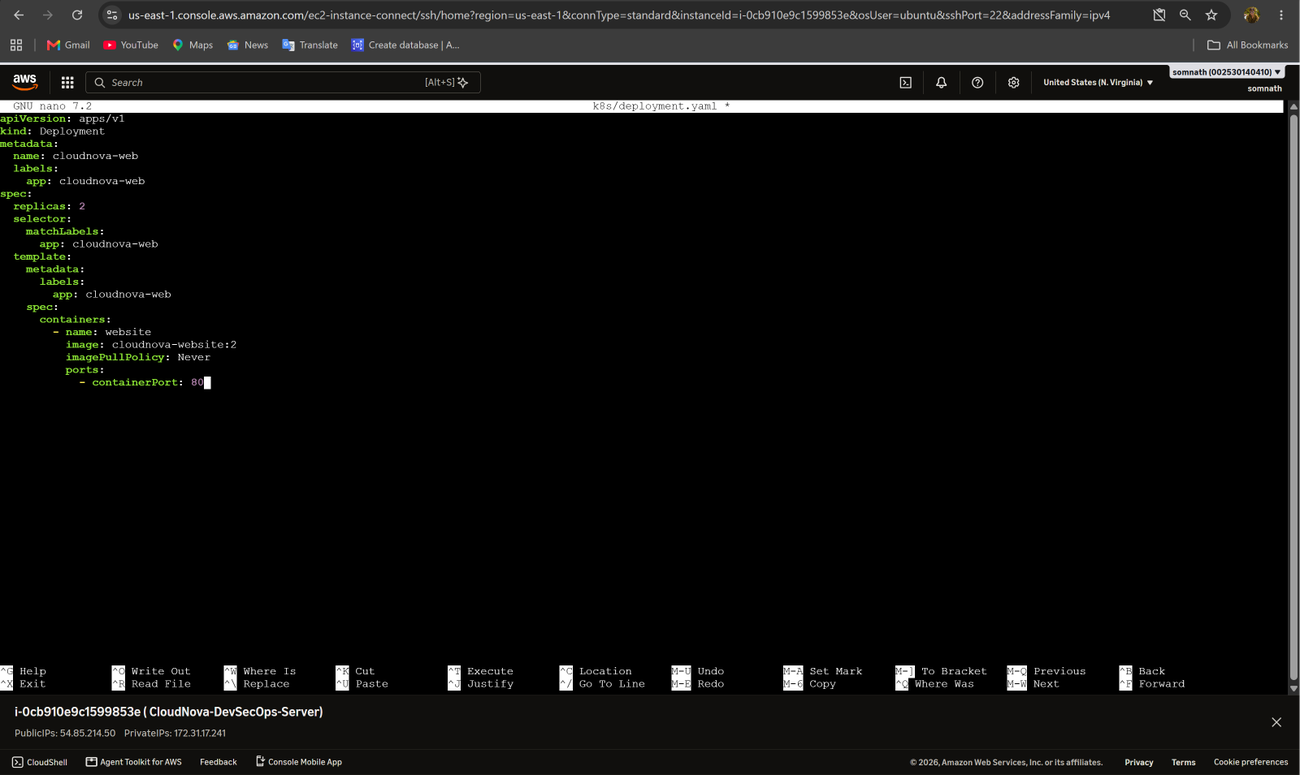 us-east-1.console.aws.amazon.com/ec2-instance-connect/ssh/home?region=us-east-1&connType=standard&instanceId=i-0cb910e9c1599853e&osUser=ubuntu&sshPort=22&addressFamily=ipv4
Gmail YouTube Maps News Translate Create database | A... All Bookmarks
aws Search [Alt+S] United States (N. Virginia) somnath (002530140410)
somnath
GNU nano 7.2 k8s/deployment.yaml *
apiVersion: apps/v1
kind: Deployment
metadata:
  name: cloudnova-web
  labels:
    app: cloudnova-web
spec:
  replicas: 2
  selector:
    matchLabels:
      app: cloudnova-web
  template:
    metadata:
      labels:
        app: cloudnova-web
    spec:
      containers:
        - name: website
          image: cloudnova-website:2
          imagePullPolicy: Never
          ports:
            - containerPort: 80
^G Help ^O Write Out ^W Where Is ^K Cut ^T Execute ^C Location M-U Undo M-A Set Mark M-] To Bracket M-Q Previous ^B Back
^X Exit ^R Read File ^\ Replace ^U Paste ^J Justify ^/ Go To Line M-E Redo M-6 Copy ^Q Where Was M-W Next ^F Forward
i-0cb910e9c1599853e (CloudNova-DevSecOps-Server)
PublicIPs: 54.85.214.50 PrivateIPs: 172.31.17.241
CloudShell Agent Toolkit for AWS Feedback Console Mobile App © 2026, Amazon Web Services, Inc. or its affiliates. Privacy Terms Cookie preferences